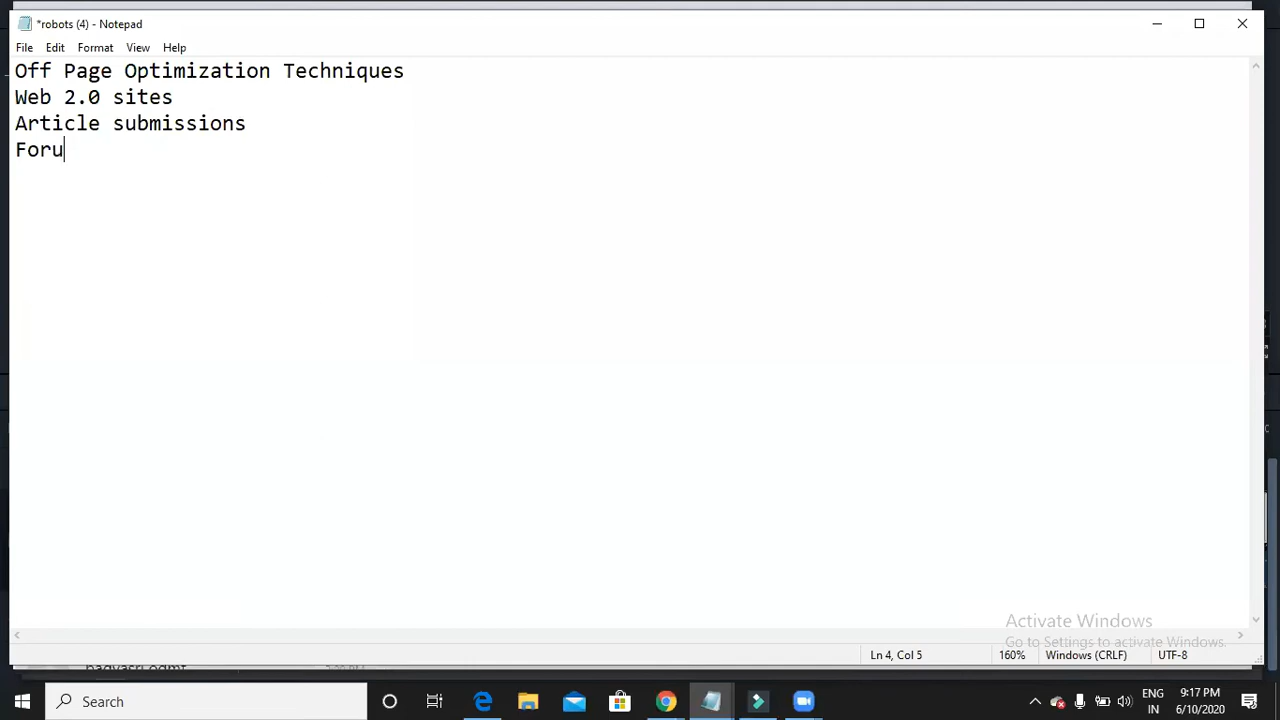 *robots (4) - Notepad
File Edit Format View Help
Off Page Optimization Techniques
Web 2.0 sites
Article submissions
Foru
Activate Windows
Go to Settings to activate Windows.
Ln 4, Col 5 160% Windows (CRLF) UTF-8
Search
ENG
IN
9:17 PM
6/10/2020